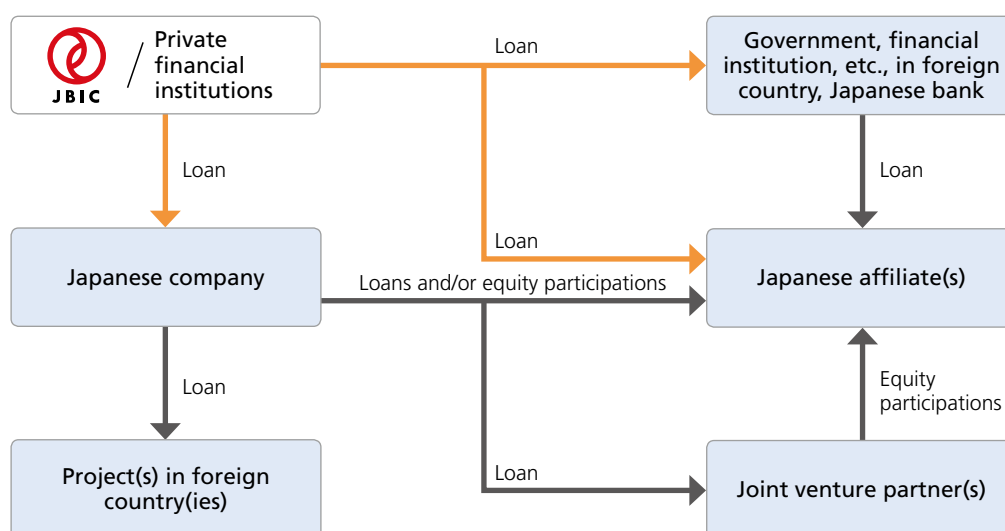 JBIC
/
Private
financial
institutions
Loan
Government, financial
institution, etc., in foreign
country, Japanese bank
Loan
Loan
Loan
Japanese company
Loans and/or equity participations
Japanese affiliate(s)
Loan
Equity
participations
Project(s) in foreign
country(ies)
Loan
Joint venture partner(s)